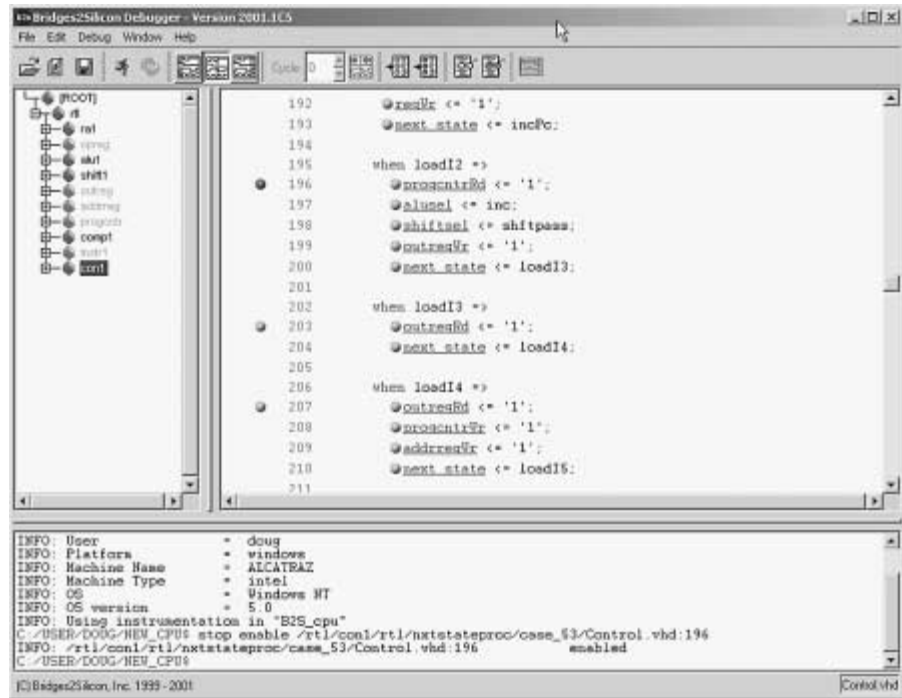 Bridges2Silicon Debugger - Version 2001.1C5
File Edit Debug Window Help
Cycle 0
[ROOT]
rtl
alu1
shift1
comp1
con1
192 reqWr <= '1';
193 next_state <= incPc;
194
195 when loadI2 =>
196 progcntrRd <= '1';
197 alusel <= inc;
198 shiftsel <= shftpass;
199 outregWr <= '1';
200 next_state <= loadI3;
201
202 when loadI3 =>
203 outregRd <= '1';
204 next_state <= loadI4;
205
206 when loadI4 =>
207 outregRd <= '1';
208 progcntrWr <= '1';
209 addrregWr <= '1';
210 next_state <= loadI5;
211
INFO: User = doug
INFO: Platform = windows
INFO: Machine Name = ALCATRAZ
INFO: Machine Type = intel
INFO: OS = Windows NT
INFO: OS version = 5.0
INFO: Using instrumentation in "B2S_cpu"
C:/USER/DOUG/NEW_CPU$ stop enable /rtl/con1/rtl/nxtstateproc/case_53/Control.vhd:196
INFO: /rtl/con1/rtl/nxtstateproc/case_53/Control.vhd:196 enabled
C:/USER/DOUG/NEW_CPU$
(C) Bridges2Silicon, Inc. 1999 - 2001
Control.vhd